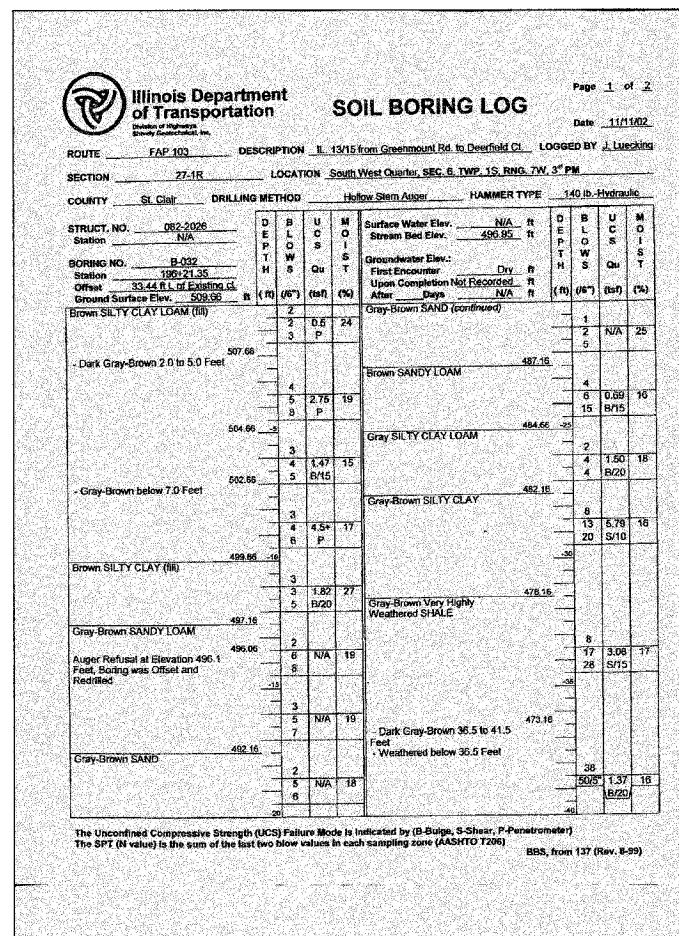 Illinois Department
of Transportation
Division of Highways
Shively Geotechnical, Inc.
SOIL BORING LOG
Page 1 of 2
Date 11/11/02
ROUTE FAP 103 DESCRIPTION IL 13/15 from Greenmount Rd. to Deerfield Ct. LOGGED BY J. Luecking
SECTION 27-1R LOCATION South West Quarter, SEC. 6, TWP. 1S, RNG. 7W, 3rd PM
COUNTY St. Clair DRILLING METHOD Hollow Stem Auger HAMMER TYPE 140 lb.-Hydraulic
STRUCT. NO. 082-2026
Station N/A
BORING NO. B-032
Station 196+21.35
Offset 33.44 ft L of Existing cL
Ground Surface Elev. 509.66 ft
DEPTH (ft)
BLOWS (/6")
UCS Qu (tsf)
MOIST (%)
Surface Water Elev. N/A ft
Stream Bed Elev. 496.95 ft
Groundwater Elev.:
First Encounter Dry ft
Upon Completion Not Recorded ft
After Days N/A ft
DEPTH (ft)
BLOWS (/6")
UCS Qu (tsf)
MOIST (%)
Brown SILTY CLAY LOAM (fill) 2
2 0.5 24
3 P
507.66
- Dark Gray-Brown 2.0 to 5.0 Feet
4
5 2.75 19
8 P
504.66 -5
3
4 1.47 15
502.66 5 B/15
- Gray-Brown below 7.0 Feet
3
4 4.5+ 17
6 P
499.66 -10
Brown SILTY CLAY (fill)
3
3 1.82 27
5 B/20
497.16
Gray-Brown SANDY LOAM
496.06 2
Auger Refusal at Elevation 496.1 6 N/A 19
Feet, Boring was Offset and 6
Redrilled
-15
3
5 N/A 19
7
492.16
Gray-Brown SAND
2
5 N/A 18
6
-20
Gray-Brown SAND (continued)
1
2 N/A 25
5
487.16
Brown SANDY LOAM
4
6 0.69 16
15 B/15
484.66 -25
Gray SILTY CLAY LOAM
2
4 1.50 18
4 B/20
482.16
Gray-Brown SILTY CLAY
8
13 5.79 16
20 S/10
-30
478.16
Gray-Brown Very Highly
Weathered SHALE
8
17 3.06 17
28 S/15
-35
473.16
- Dark Gray-Brown 36.5 to 41.5
Feet
- Weathered below 36.5 Feet
38
50/5" 1.37 16
B/20
-40
The Unconfined Compressive Strength (UCS) Failure Mode is indicated by (B-Bulge, S-Shear, P-Penetrometer)
The SPT (N value) is the sum of the last two blow values in each sampling zone (AASHTO T206)
BBS, from 137 (Rev. 8-99)